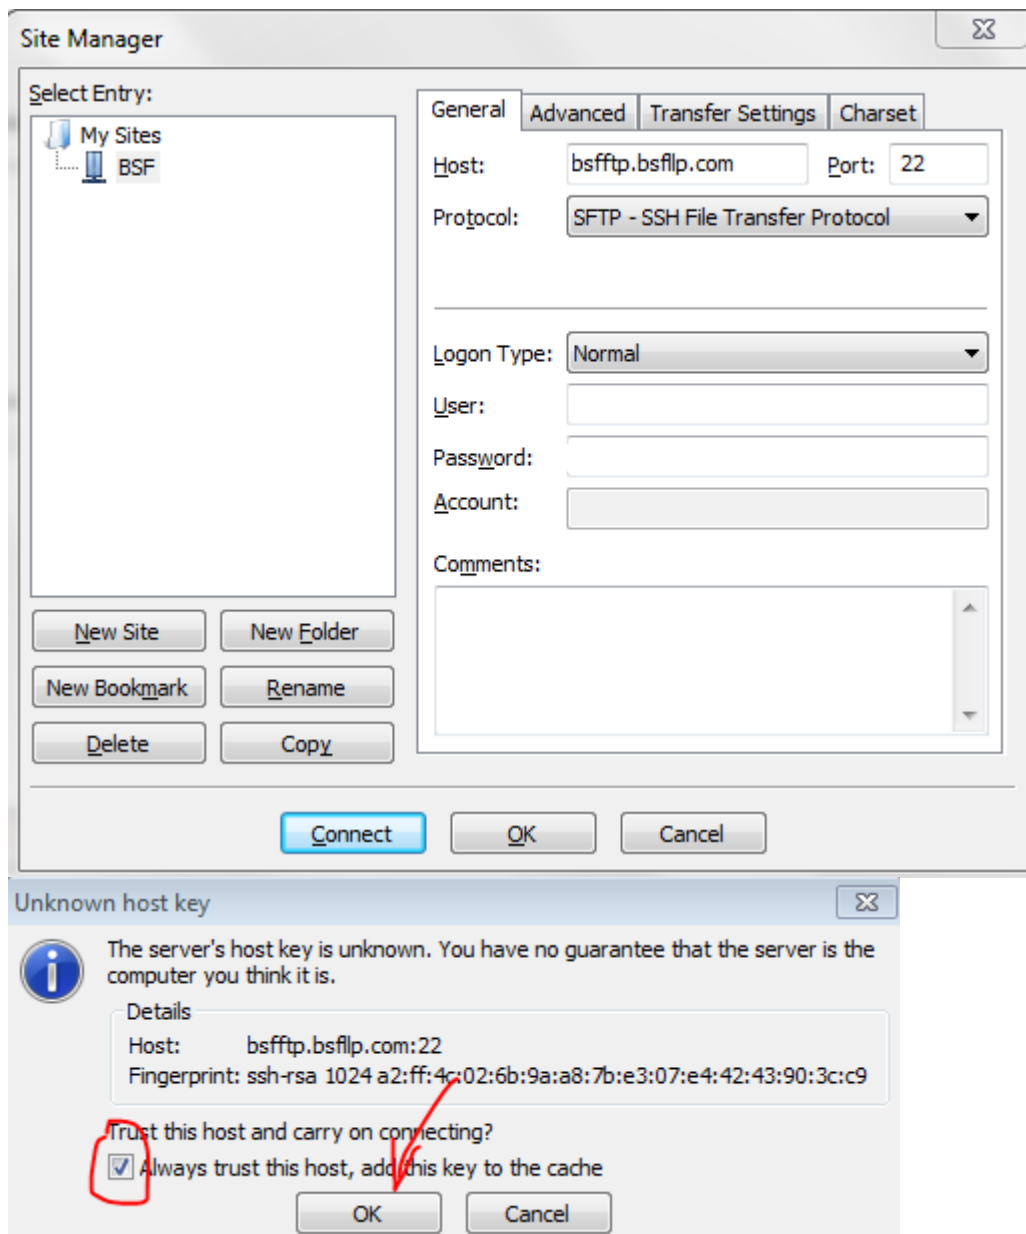 Site Manager
Select Entry:
My Sites
BSF
General Advanced Transfer Settings Charset
Host: bsfftp.bsfllp.com Port: 22
Protocol: SFTP - SSH File Transfer Protocol
Logon Type: Normal
User:
Password:
Account:
Comments:
New Site New Folder
New Bookmark Rename
Delete Copy
Connect OK Cancel
Unknown host key
The server's host key is unknown. You have no guarantee that the server is the
computer you think it is.
Details
Host: bsfftp.bsfllp.com:22
Fingerprint: ssh-rsa 1024 a2:ff:4c:02:6b:9a:a8:7b:e3:07:e4:42:43:90:3c:c9
Trust this host and carry on connecting?
Always trust this host, add this key to the cache
OK Cancel